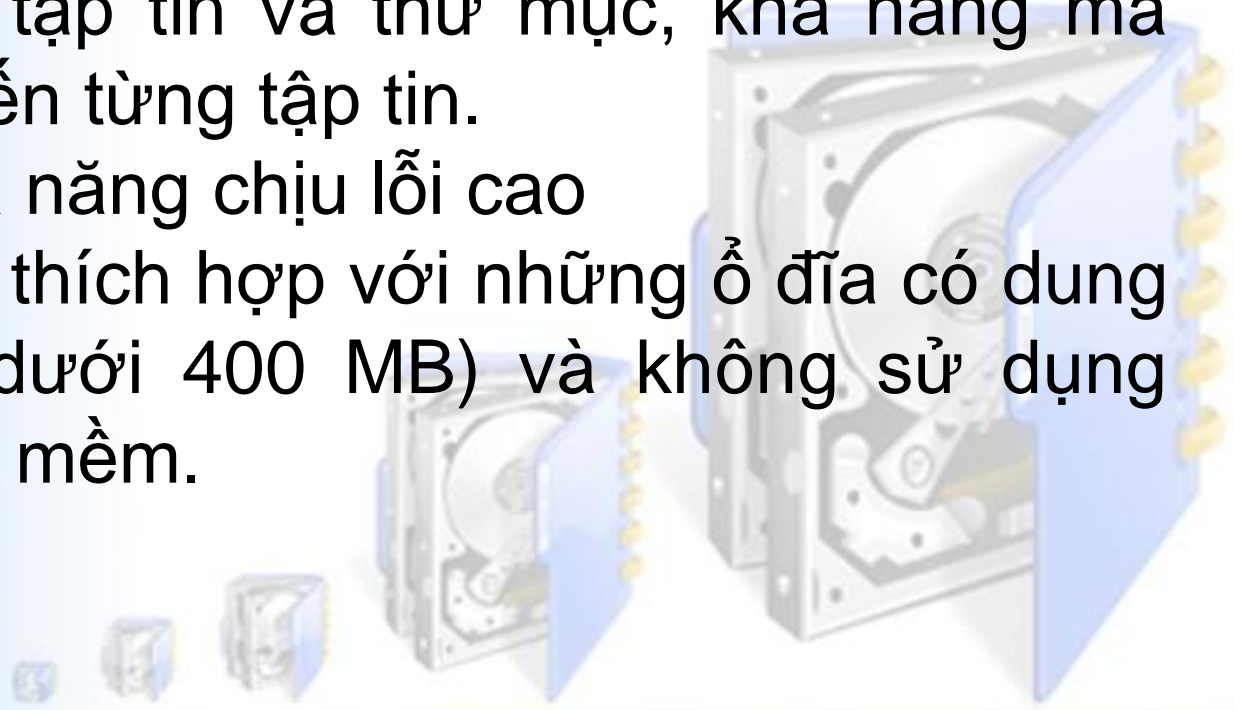 tập tin và thư mục, khả năng mã
ến từng tập tin.
năng chịu lỗi cao
thích hợp với những ổ đĩa có dung
dưới 400 MB) và không sử dụng
mềm.